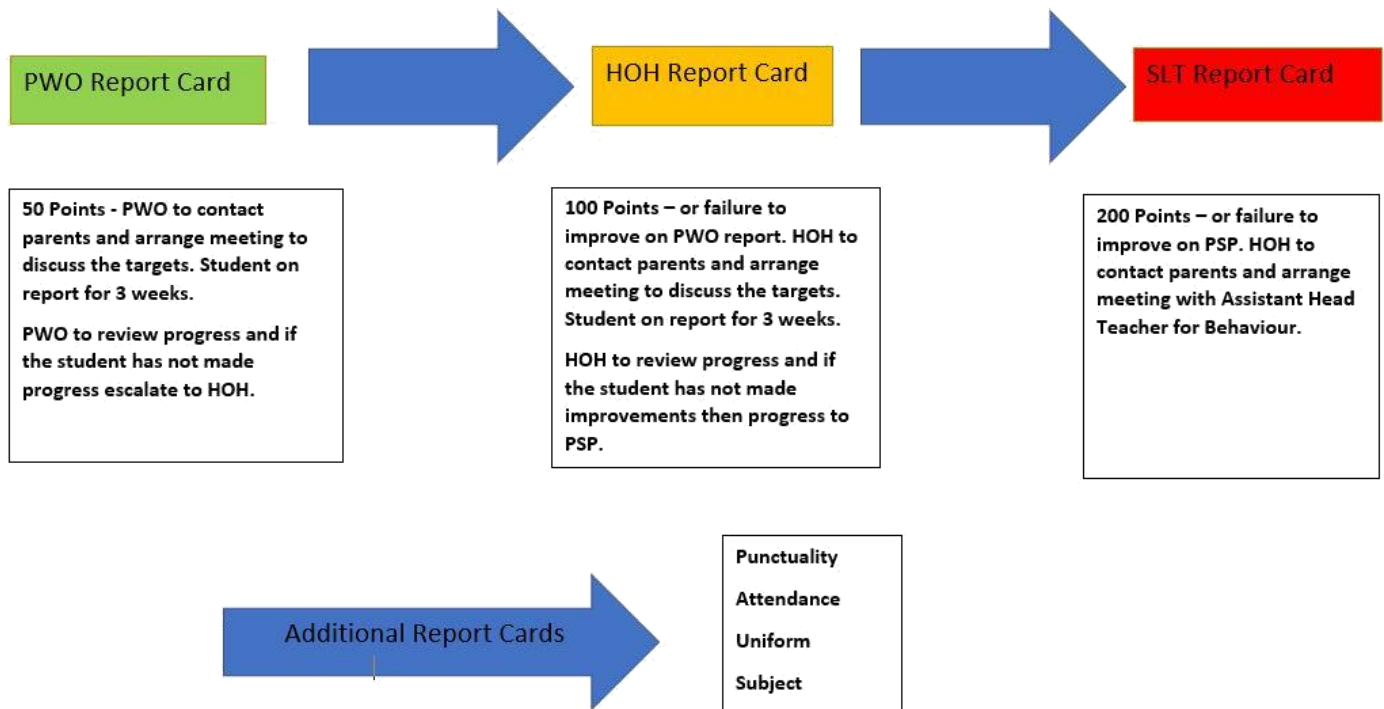 PWO Report Card
HOH Report Card
SLT Report Card
50 Points - PWO to contact
parents and arrange meeting to
discuss the targets. Student on
report for 3 weeks.
PWO to review progress and if
the student has not made
progress escalate to HOH.
100 Points – or failure to
improve on PWO report. HOH to
contact parents and arrange
meeting to discuss the targets.
Student on report for 3 weeks.
HOH to review progress and if
the student has not made
improvements then progress to
PSP.
200 Points – or failure to
improve on PSP. HOH to
contact parents and arrange
meeting with Assistant Head
Teacher for Behaviour.
Additional Report Cards
Punctuality
Attendance
Uniform
Subject